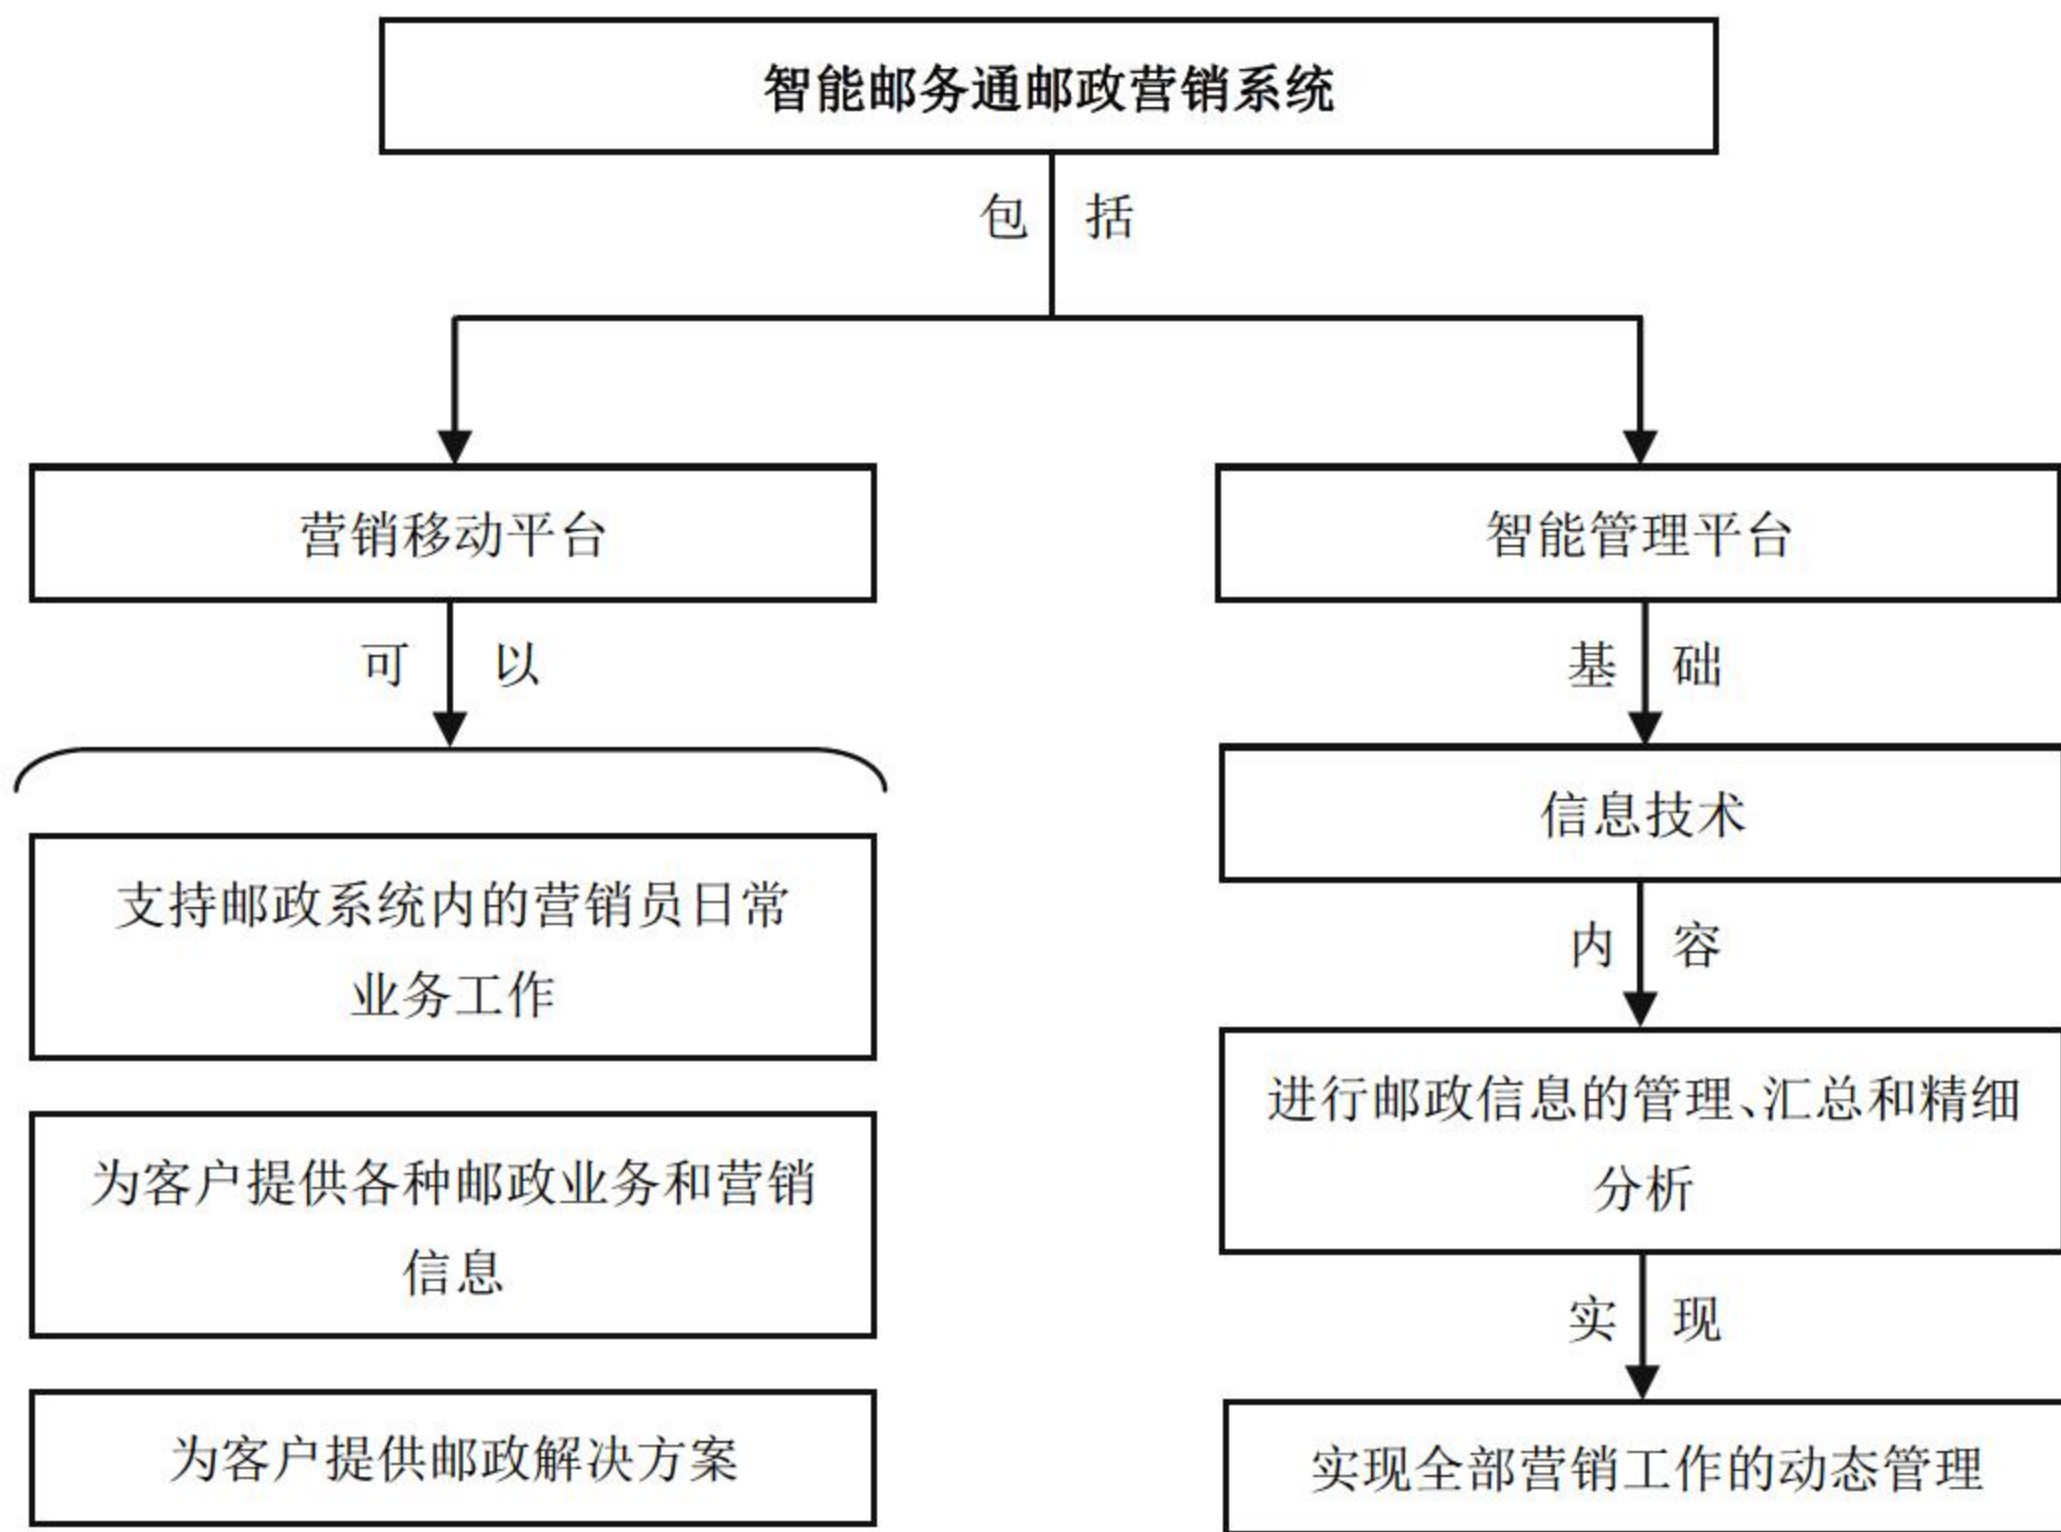 智能邮务通邮政营销系统
包括
营销移动平台
智能管理平台
可以
基础
信息技术
支持邮政系统内的营销员日常
业务工作
内容
进行邮政信息的管理、汇总和精细
分析
为客户提供各种邮政业务和营销
信息
实现
为客户提供邮政解决方案
实现全部营销工作的动态管理